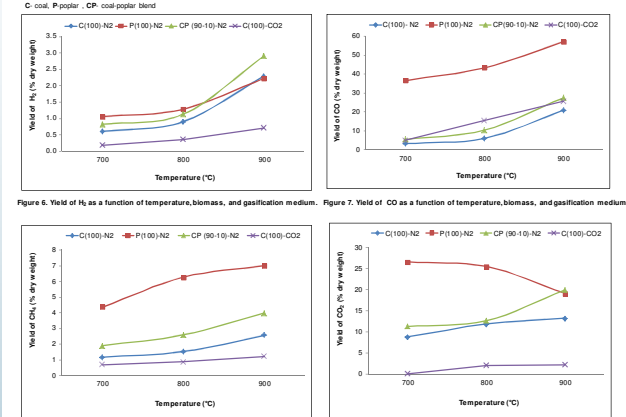 C- coal, P-poplar , CP- coal-poplar blend
C(100)-N2 P(100)-N2 CP (90-10)-N2 C(100)-CO2
Yield of H2 (% dry weight)
3.5
3.0
2.5
2.0
1.5
1.0
0.5
0.0
700 800 900
Temperature (°C)
C(100)- N2 P(100)-N2 CP(90-10)-N2 C(100)-CO2
Yield of CO (% dry weight)
60
50
40
30
20
10
0
700 800 900
Temperature (°C)
Figure 6. Yield of H2 as a function of temperature,biomass, and gasification medium.
Figure 7. Yield of CO as a function of temperature,biomass, and gasification medium
C(100)-N2 P(100)-N2 CP (90-10)-N2 C(100)-CO2
Yield of CH4 (% dry weight)
8
7
6
5
4
3
2
1
0
700 800 900
Temperature (°C)
C(100)-N2 P(100)-N2 CP (90-10)-N2 C(100)-CO2
Yield of CO2 (% dry weight)
30
25
20
15
10
5
0
700 800 900
Temperature (°C)